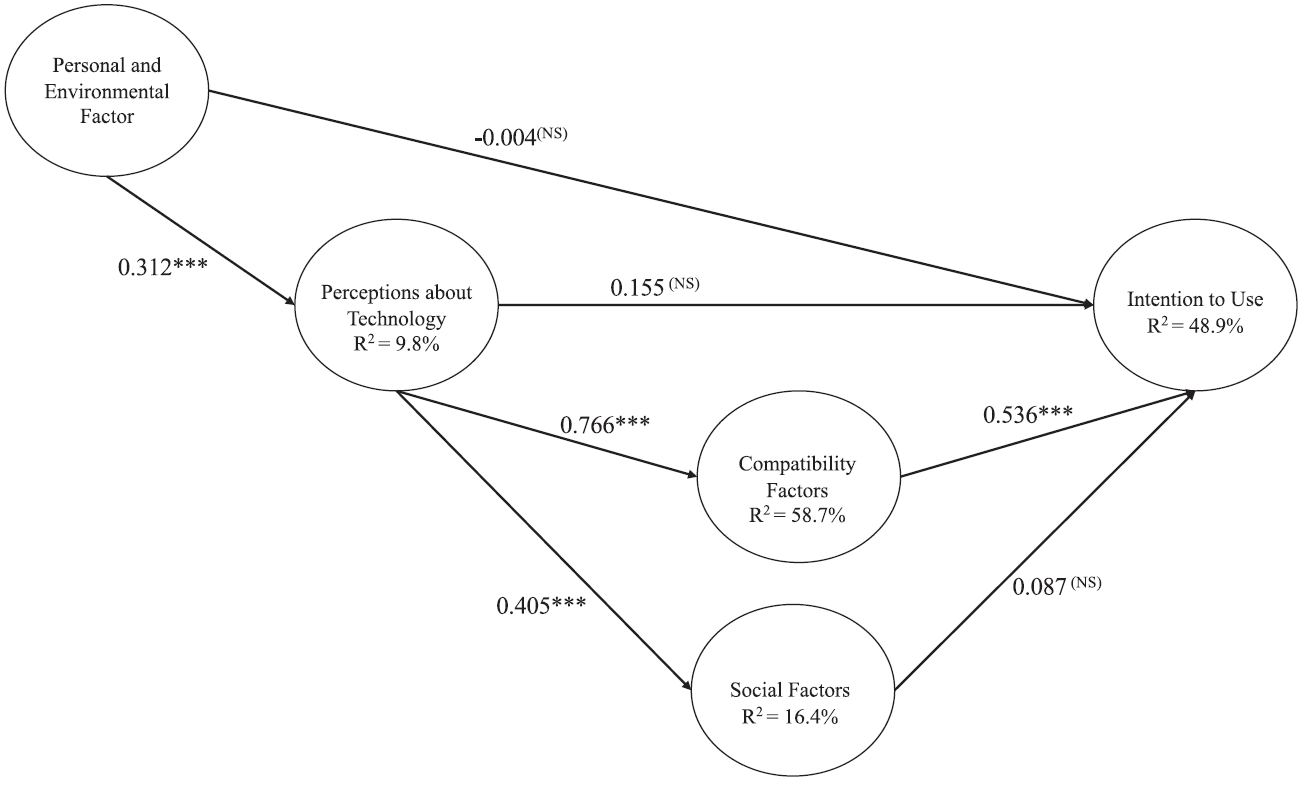 Personal and
Environmental
Factor
-0.004(NS)
0.312***
Perceptions about
Technology
R2 = 9.8%
0.155 (NS)
Intention to Use
R2 = 48.9%
0.766***
0.536***
Compatibility
Factors
R2 = 58.7%
0.405***
0.087 (NS)
Social Factors
R2 = 16.4%